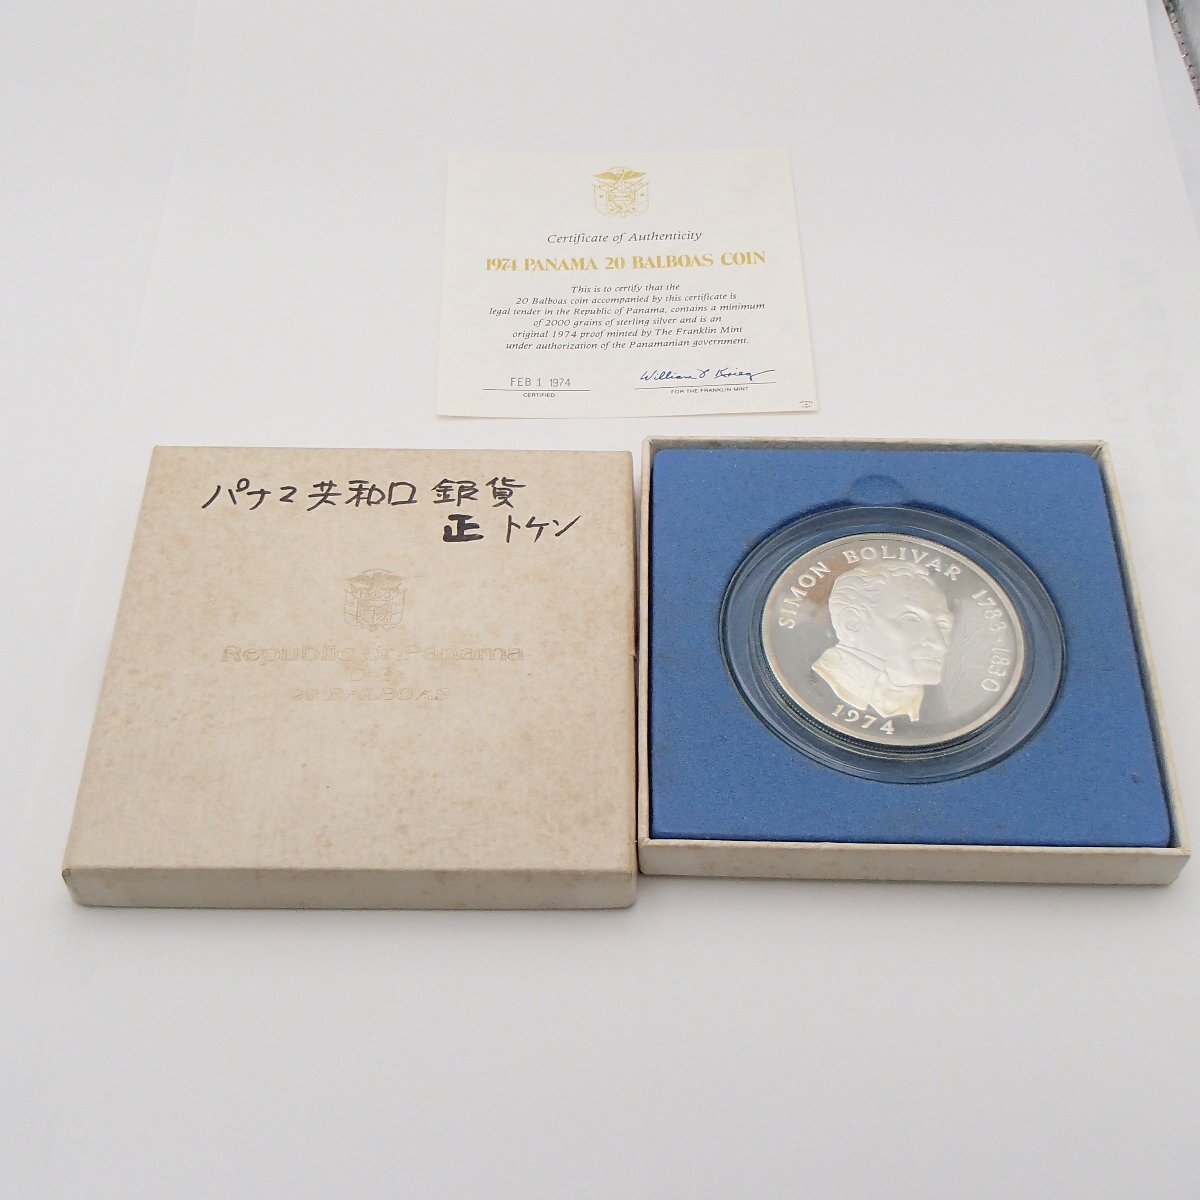 Certificate of Authenticity
1974 PANAMA 20 BALBOAS COIN
This is to certify that the
20 Balboas coin accompanied by this certificate is
legal tender in the Republic of Panama, contains a minimum
of 2000 grains of sterling silver and is an
original 1974 proof minted by The Franklin Mint
under authorization of the Panamanian government.
FEB 1 1974
CERTIFIED
FOR THE FRANKLIN MINT
パナマ共和口 銀貨
正 トケン
Republic of Panama
One
20 BALBOAS
SIMON BOLIVAR 1783·1830
1974